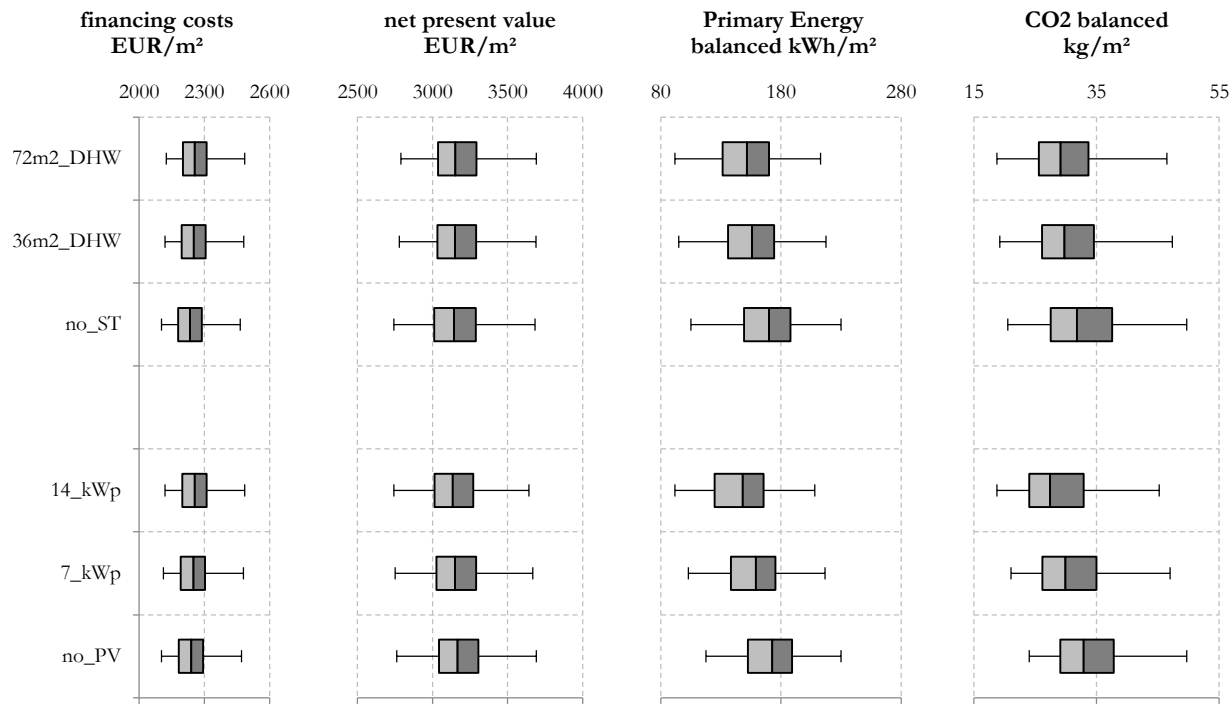 financing costs
EUR/m²
net present value
EUR/m²
Primary Energy
balanced kWh/m²
CO2 balanced
kg/m²
2000 2300 2600
2500 3000 3500 4000
80 180 280
15 35 55
72m2_DHW
36m2_DHW
no_ST
14_kWp
7_kWp
no_PV